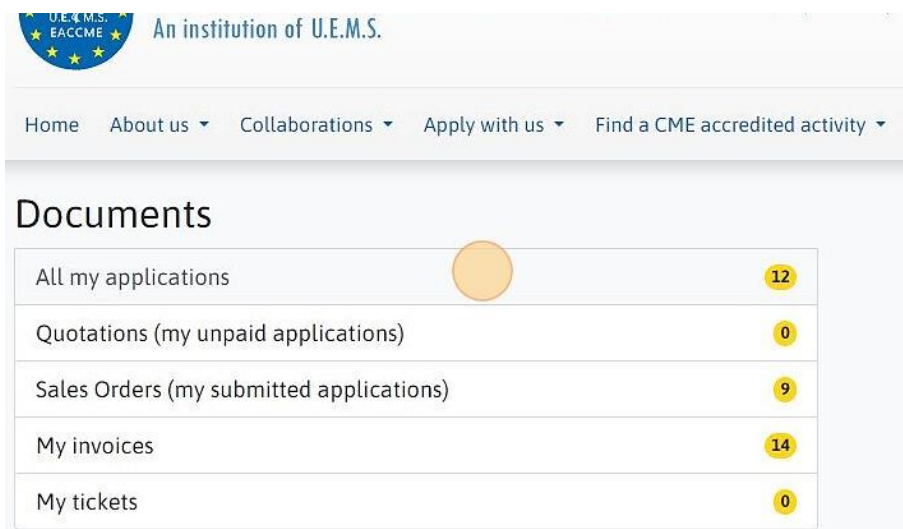 U.E.M.S.
EACCME
An institution of U.E.M.S.
Home About us Collaborations Apply with us Find a CME accredited activity
Documents
All my applications 12
Quotations (my unpaid applications) 0
Sales Orders (my submitted applications) 9
My invoices 14
My tickets 0